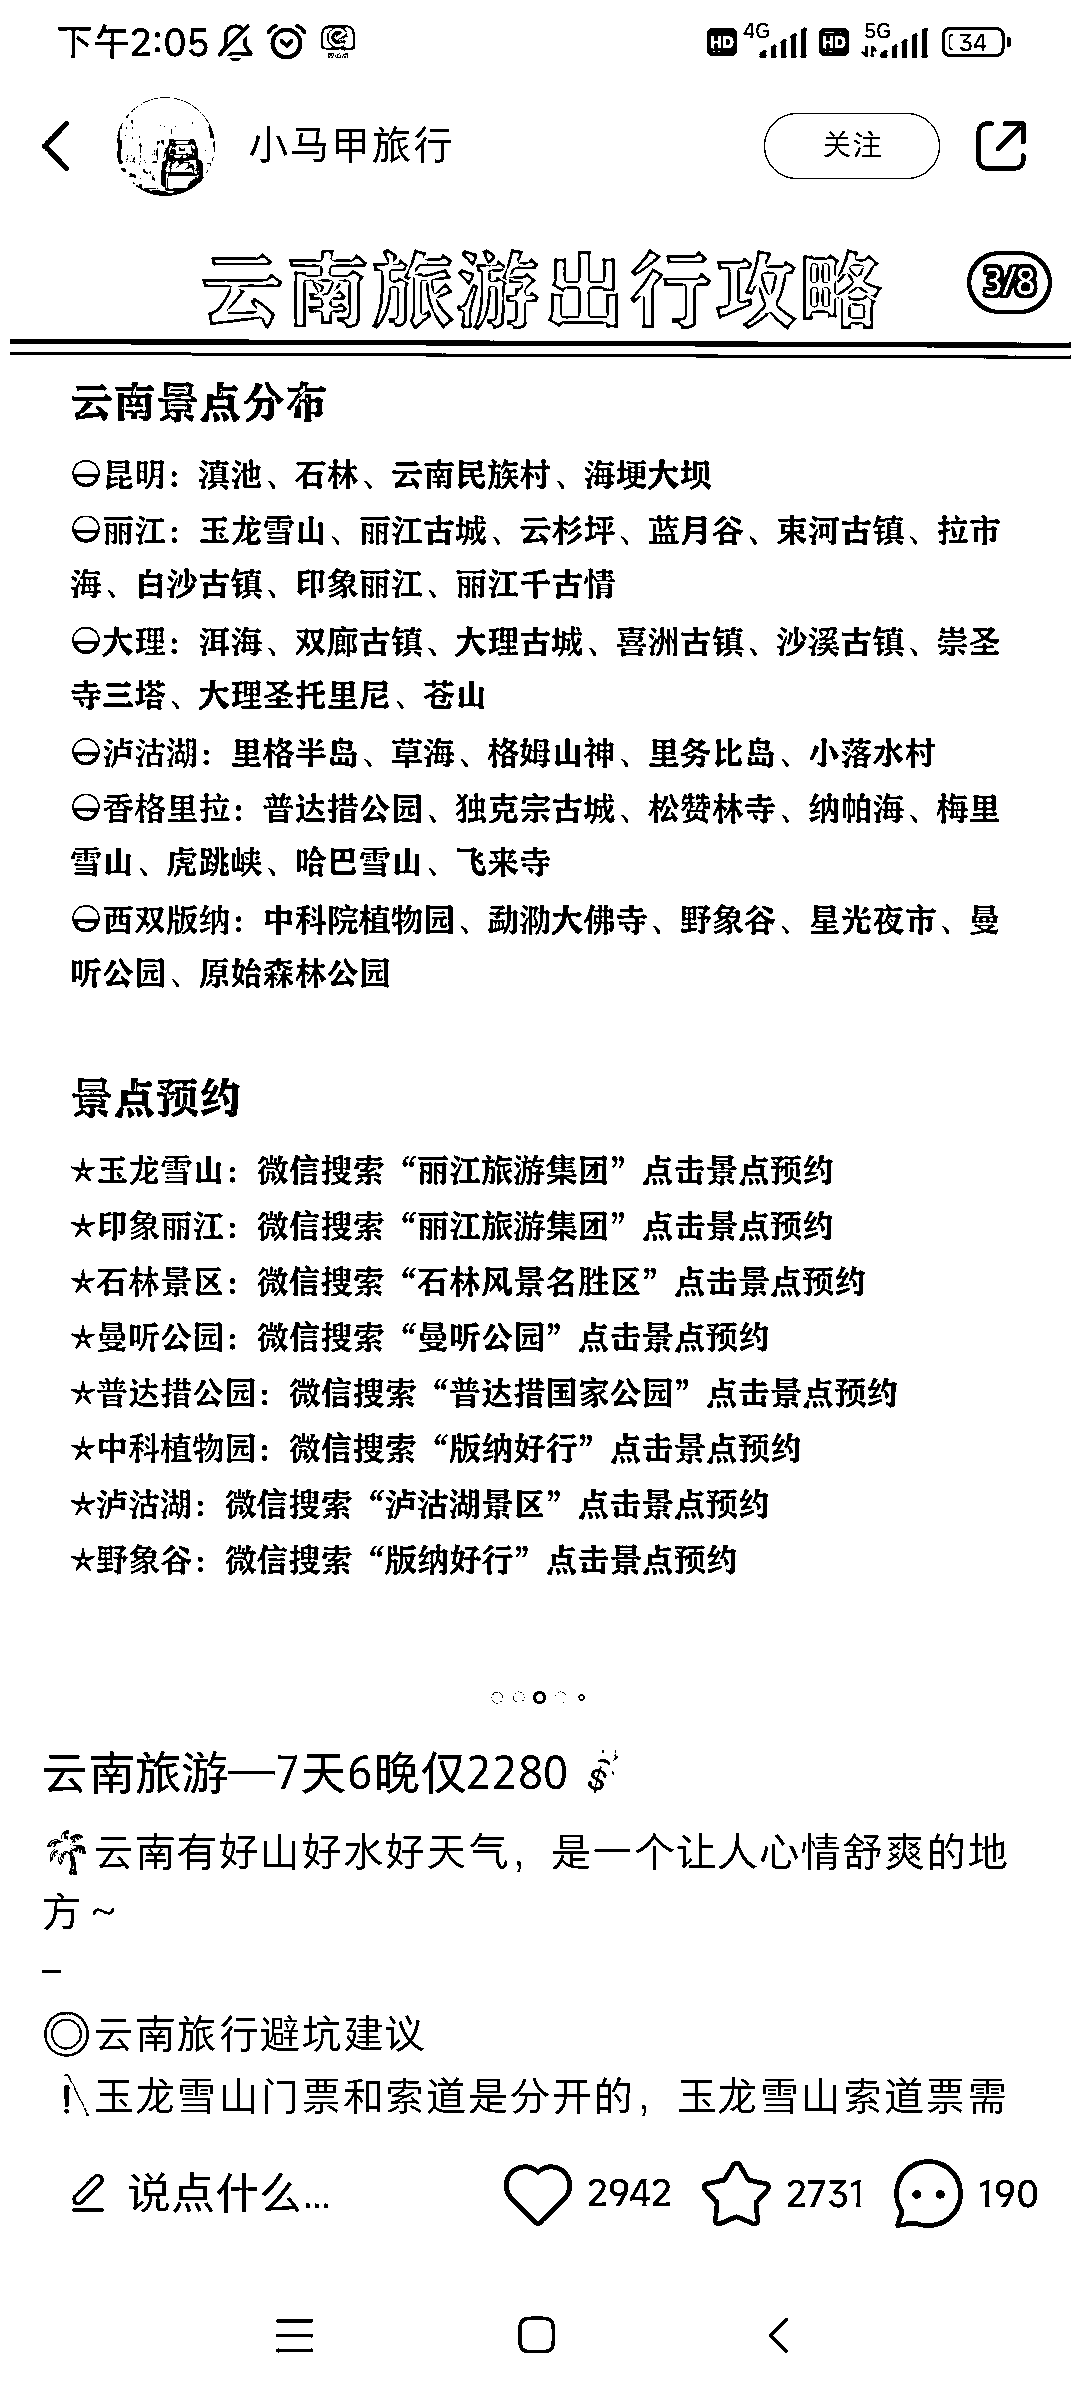 下午2:05
HD 4G HD 5G 34
小马甲旅行
关注
云南旅游出行攻略
3/8
云南景点分布
昆明：滇池、石林、云南民族村、海埂大坝
丽江：玉龙雪山、丽江古城、云杉坪、蓝月谷、束河古镇、拉市
海、白沙古镇、印象丽江、丽江千古情
大理：洱海、双廊古镇、大理古城、喜洲古镇、沙溪古镇、崇圣
寺三塔、大理圣托里尼、苍山
泸沽湖：里格半岛、草海、格姆山神、里务比岛、小落水村
香格里拉：普达措公园、独克宗古城、松赞林寺、纳帕海、梅里
雪山、虎跳峡、哈巴雪山、飞来寺
西双版纳：中科院植物园、勐泐大佛寺、野象谷、星光夜市、曼
听公园、原始森林公园
景点预约
★玉龙雪山：微信搜索“丽江旅游集团”点击景点预约
★印象丽江：微信搜索“丽江旅游集团”点击景点预约
★石林景区：微信搜索“石林风景名胜区”点击景点预约
★曼听公园：微信搜索“曼听公园”点击景点预约
★普达措公园：微信搜索“普达措国家公园”点击景点预约
★中科植物园：微信搜索“版纳好行”点击景点预约
★泸沽湖：微信搜索“泸沽湖景区”点击景点预约
★野象谷：微信搜索“版纳好行”点击景点预约
云南旅游—7天6晚仅2280
🌴云南有好山好水好天气，是一个让人心情舒爽的地
方～
–
◎云南旅行避坑建议
玉龙雪山门票和索道是分开的，玉龙雪山索道票需
说点什么...
2942
2731
190